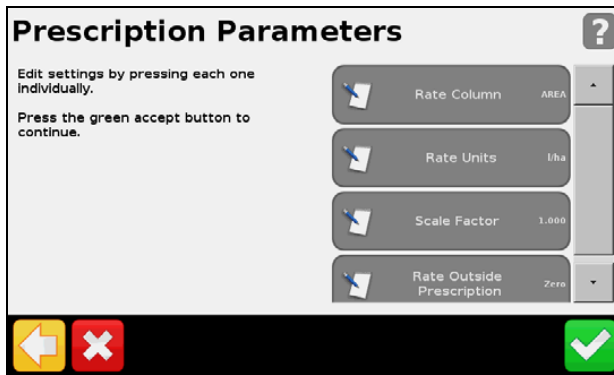 Prescription Parameters
?
Edit settings by pressing each one
individually.
Press the green accept button to
continue.
Rate Column AREA
Rate Units l/ha
Scale Factor 1.000
Rate Outside
Prescription Zero